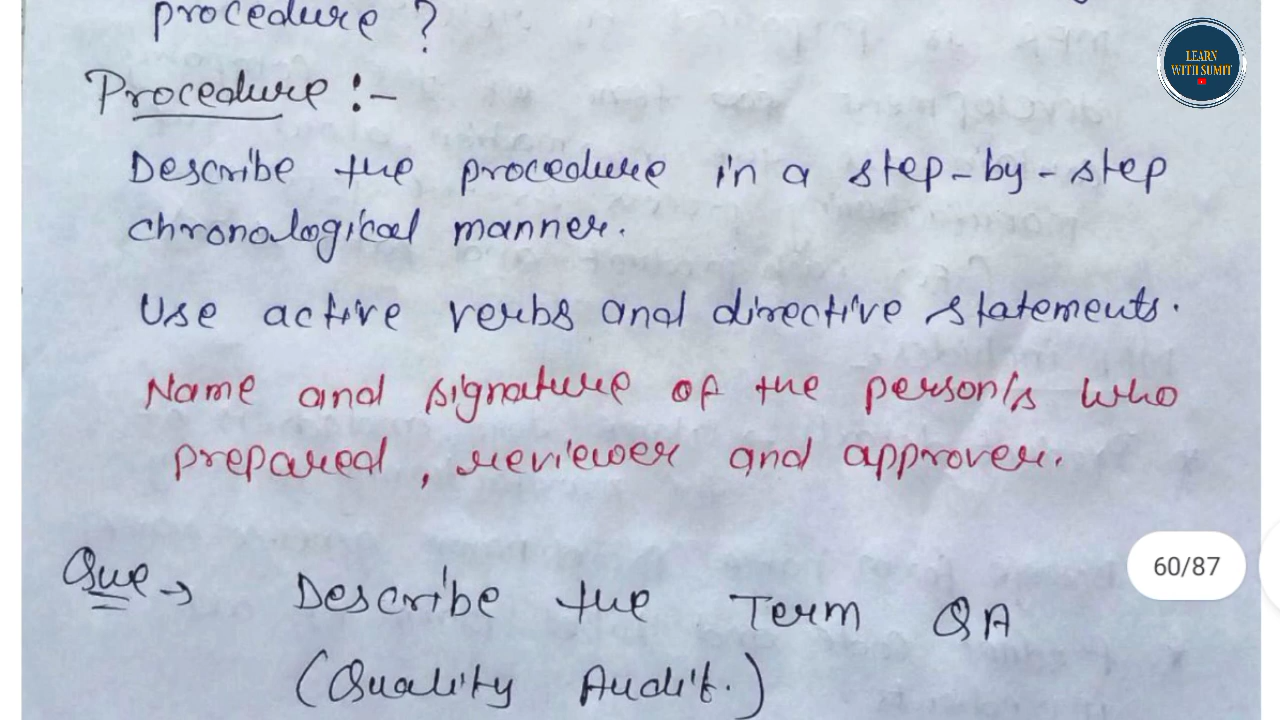 procedure ?
LEARN
WITH SUMIT
Procedure :-
Describe the procedure in a step-by-step
chronological manner.
Use active verbs and directive statements.
Name and signature of the person/s who
prepared, reviewer and approver.
60/87
Que → Describe the Term QA
(Quality Audit.)